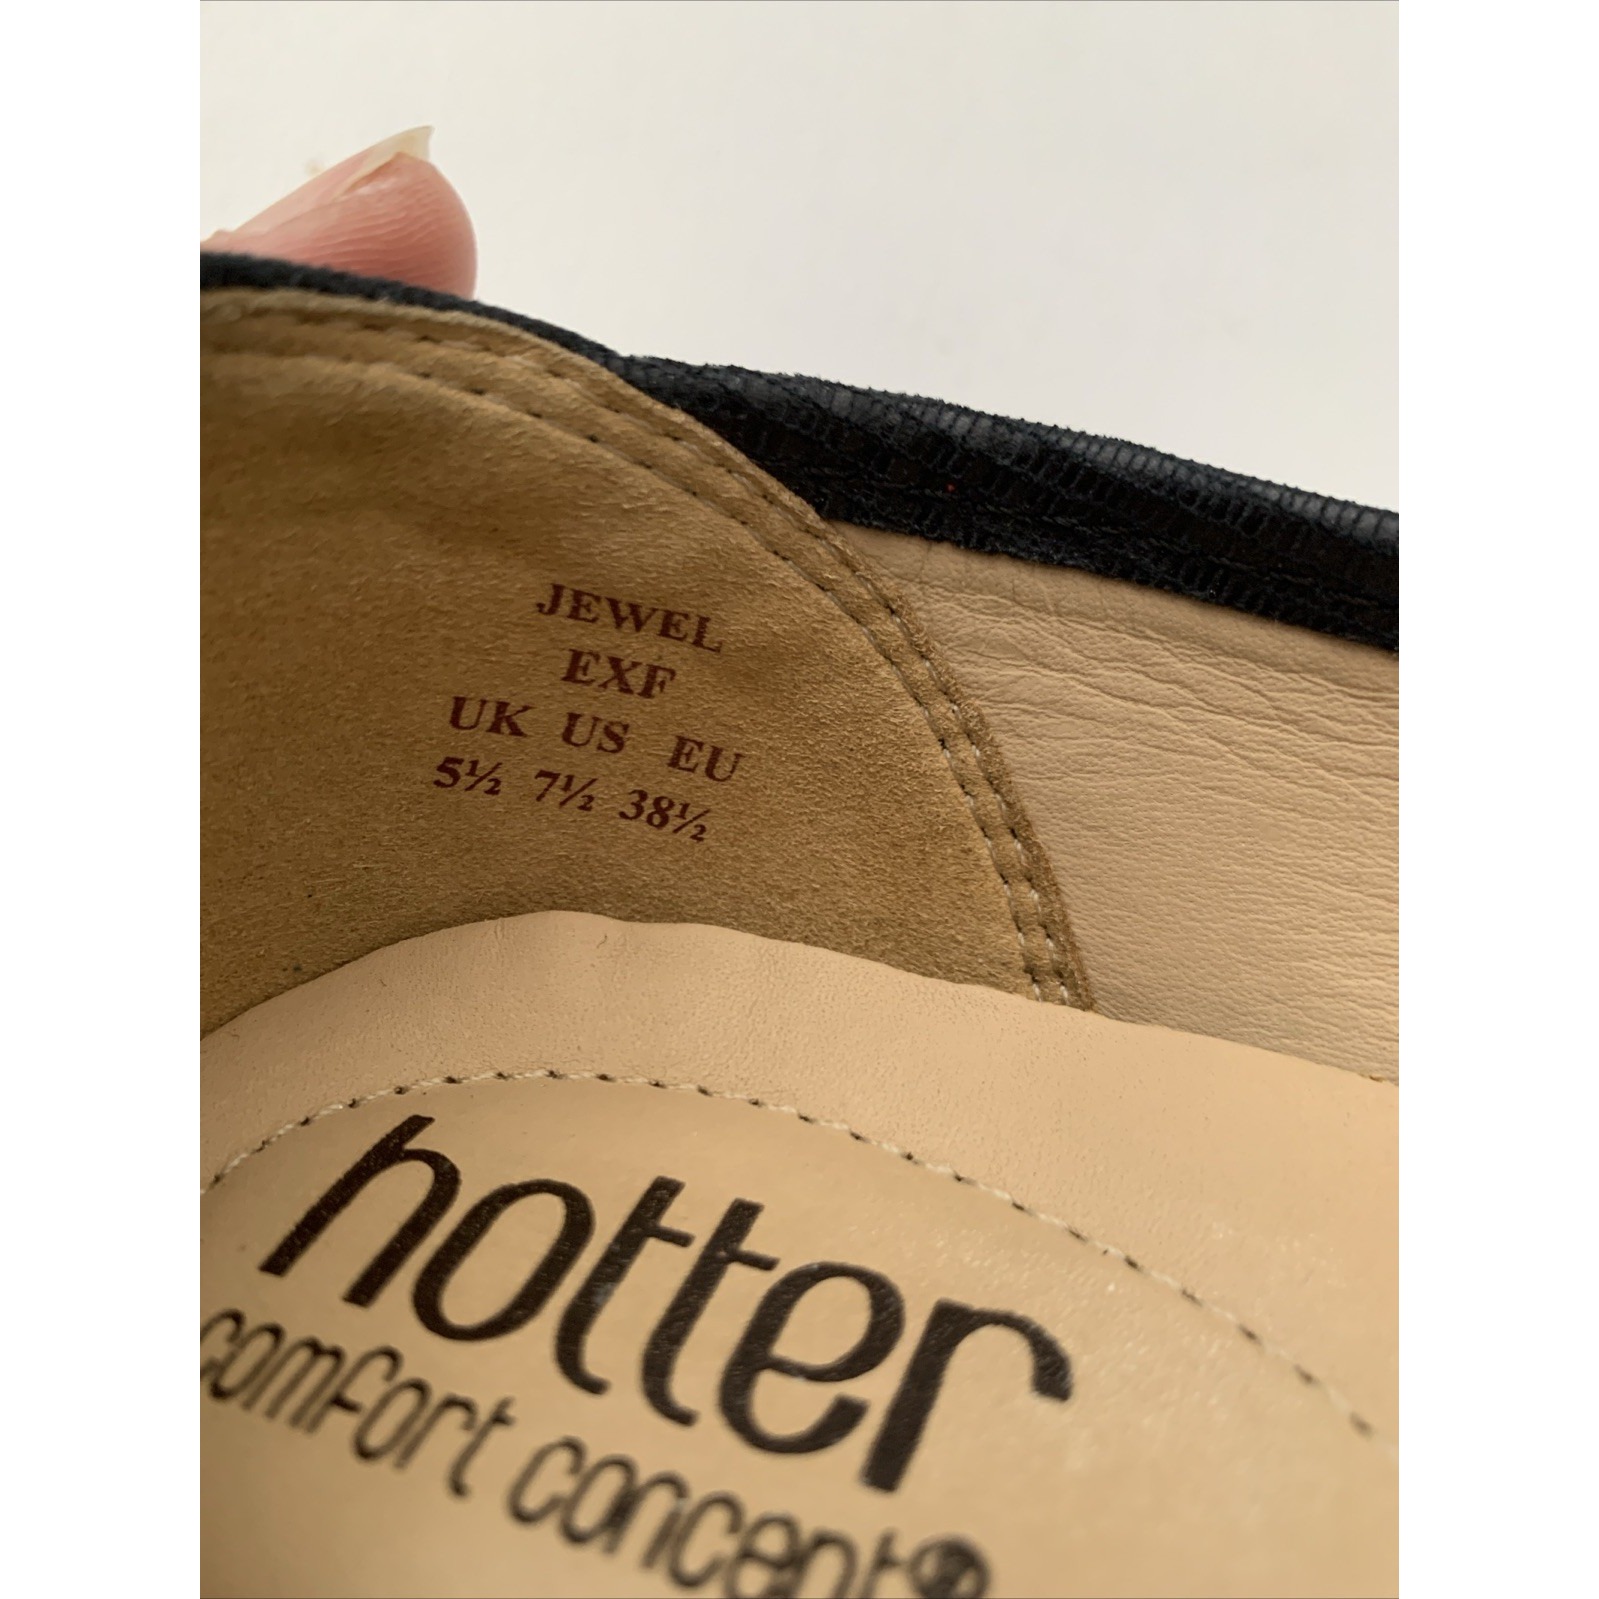 JEWEL
EXF
UK US EU
5½ 7½ 38½
hotter
comfort concept®